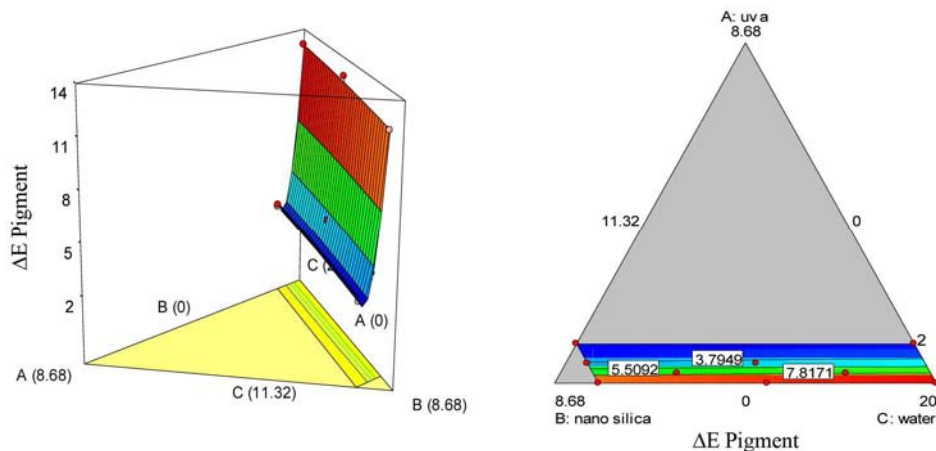 14
11
8
5
2
ΔE Pigment
B (0)
A (8.68)
C (11.32)
A (0)
B (8.68)
A: uva
8.68
11.32
0
2
5.5092
3.7949
7.8171
8.68
0
20
B: nano silica
C: water
ΔE Pigment